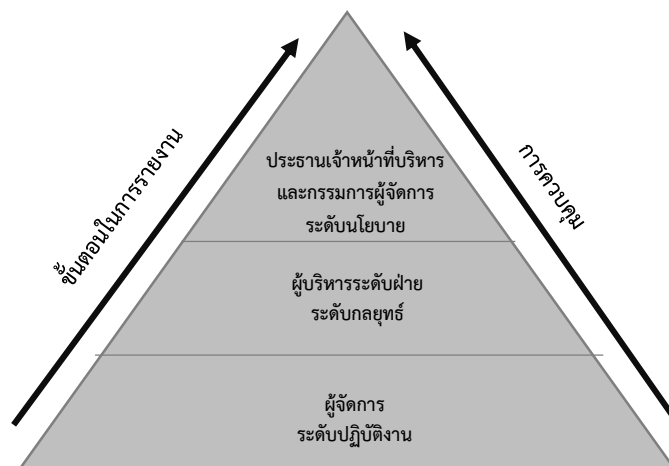 ขั้นตอนในการรายงาน
การควบคุม
ประธานเจ้าหน้าที่บริหาร
และกรรมการผู้จัดการ
ระดับนโยบาย
ผู้บริหารระดับฝ่าย
ระดับกลยุทธ์
ผู้จัดการ
ระดับปฏิบัติงาน